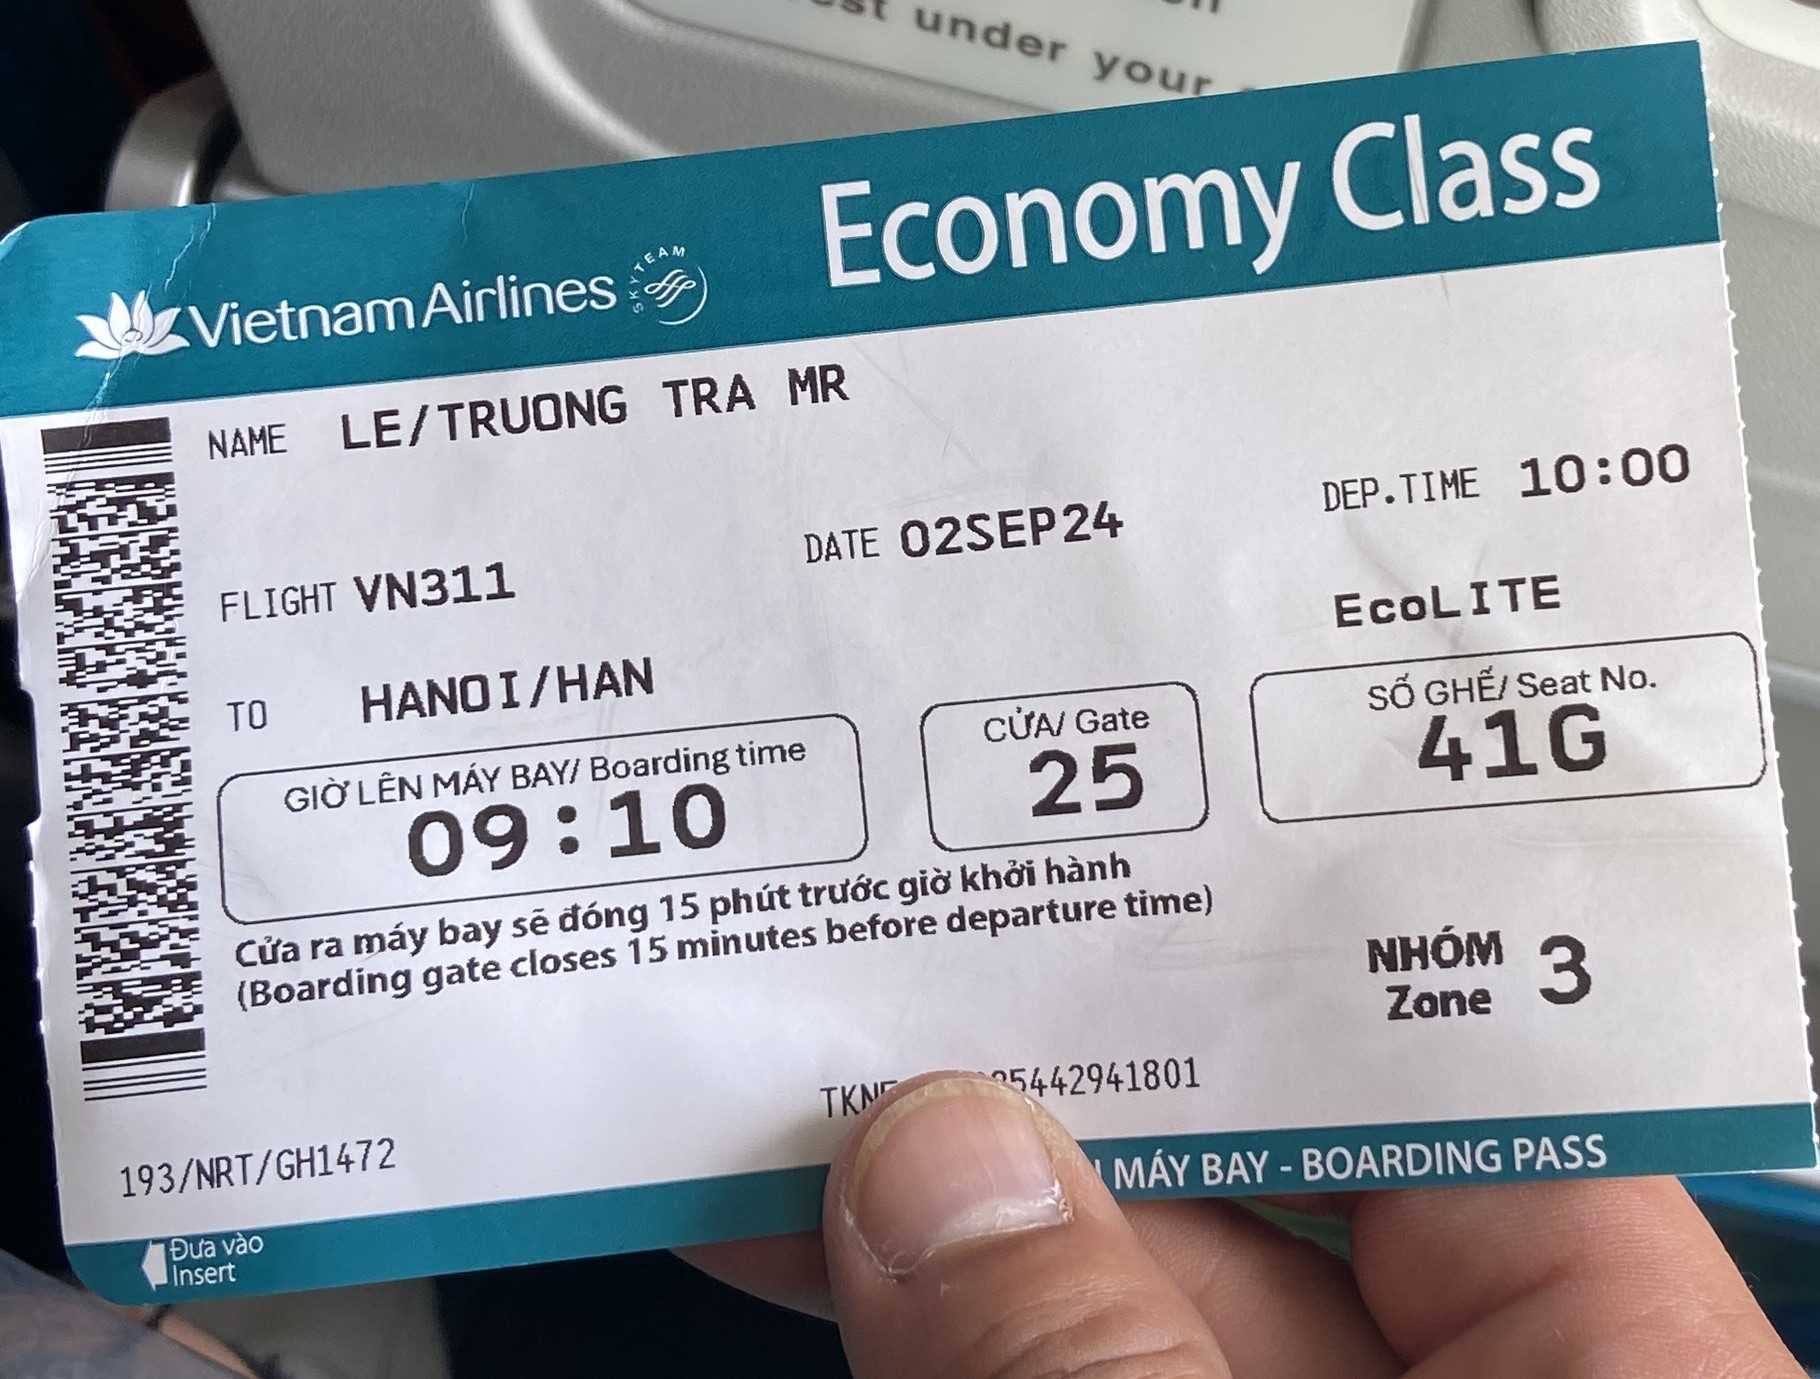 under your
Economy Class
Vietnam Airlines SKYTEAM
NAME LE/TRUONG TRA MR
FLIGHT VN311 DATE 02SEP24 DEP.TIME 10:00
EcoLITE
TO HANOI/HAN
GIỜ LÊN MÁY BAY/ Boarding time
09:10
CỬA/ Gate
25
SỐ GHẾ/ Seat No.
41G
Cửa ra máy bay sẽ đóng 15 phút trước giờ khởi hành
(Boarding gate closes 15 minutes before departure time)
NHÓM
Zone 3
5442941801
193/NRT/GH1472
MÁY BAY - BOARDING PASS
Đưa vào
Insert